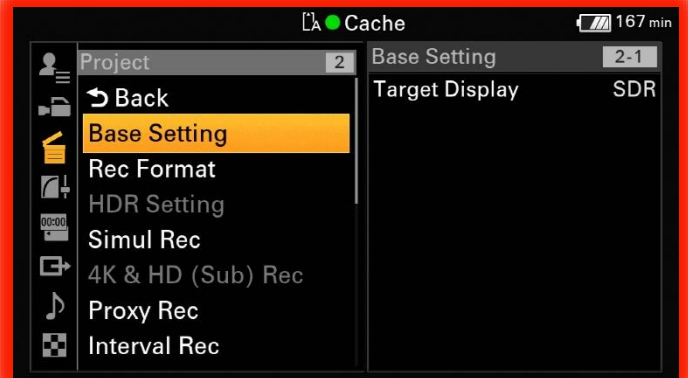 A Cache 167 min
Project 2
Back
Base Setting
Rec Format
HDR Setting
00:00
Simul Rec
4K & HD (Sub) Rec
Proxy Rec
Interval Rec
Base Setting 2-1
Target Display SDR